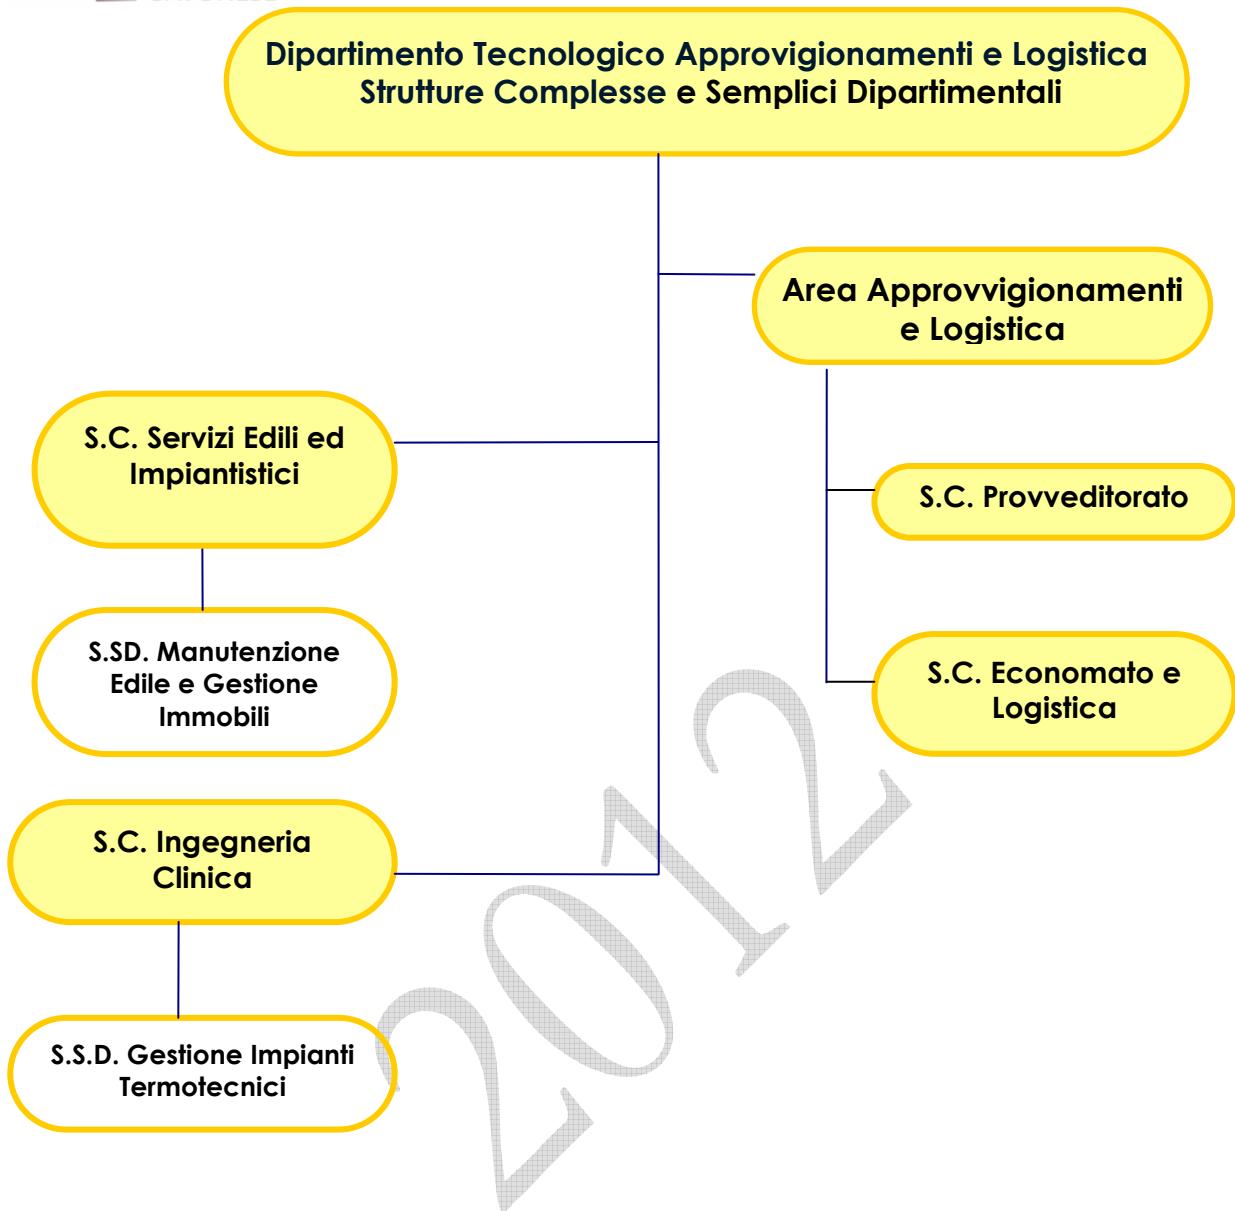 Dipartimento Tecnologico Approvigionamenti e Logistica
Strutture Complesse e Semplici Dipartimentali
Area Approvvigionamenti
e Logistica
S.C. Servizi Edili ed
Impiantistici
S.C. Provveditorato
S.SD. Manutenzione
Edile e Gestione
Immobili
S.C. Economato e
Logistica
S.C. Ingegneria
Clinica
S.S.D. Gestione Impianti
Termotecnici
2012